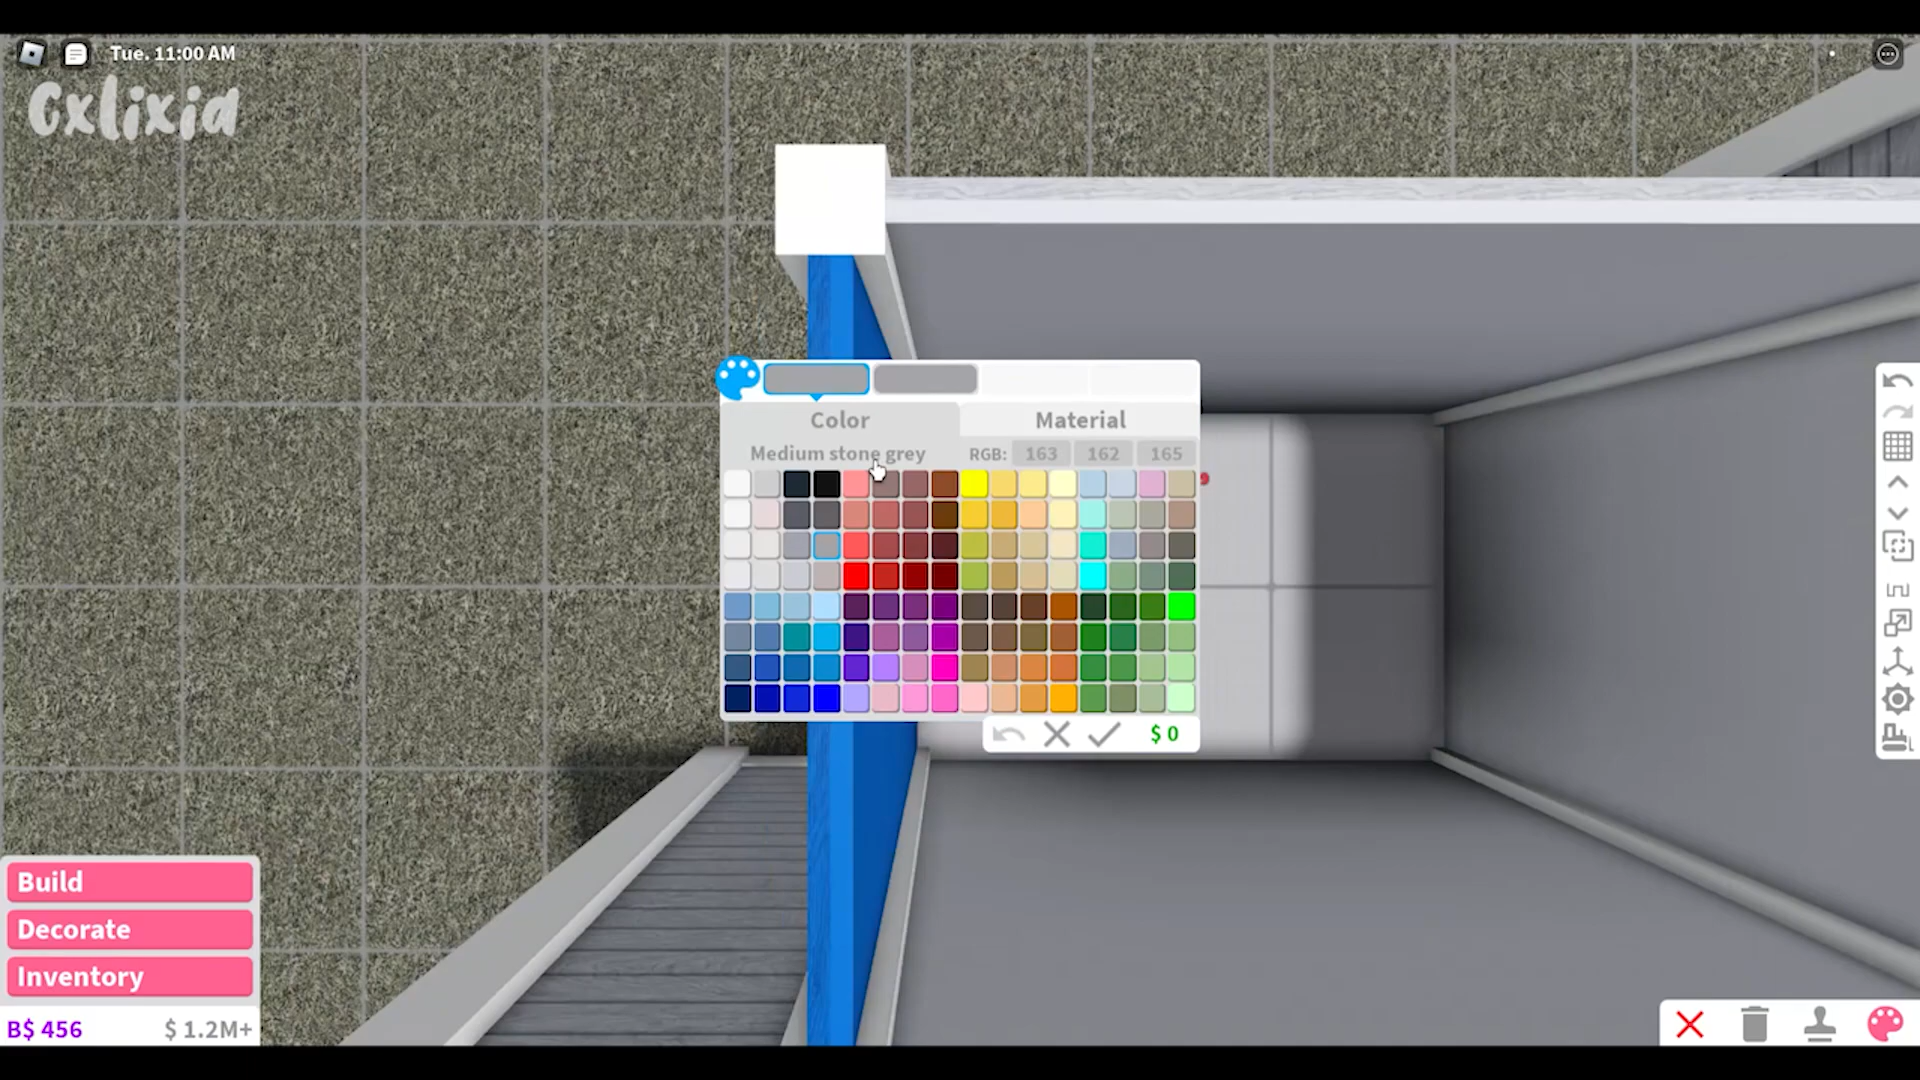 Tue. 11:00 AM
Cxlixia
Color
Material
Medium stone grey
RGB: 163 162 165
$ 0
Build
Decorate
Inventory
B$ 456
$ 1.2M+